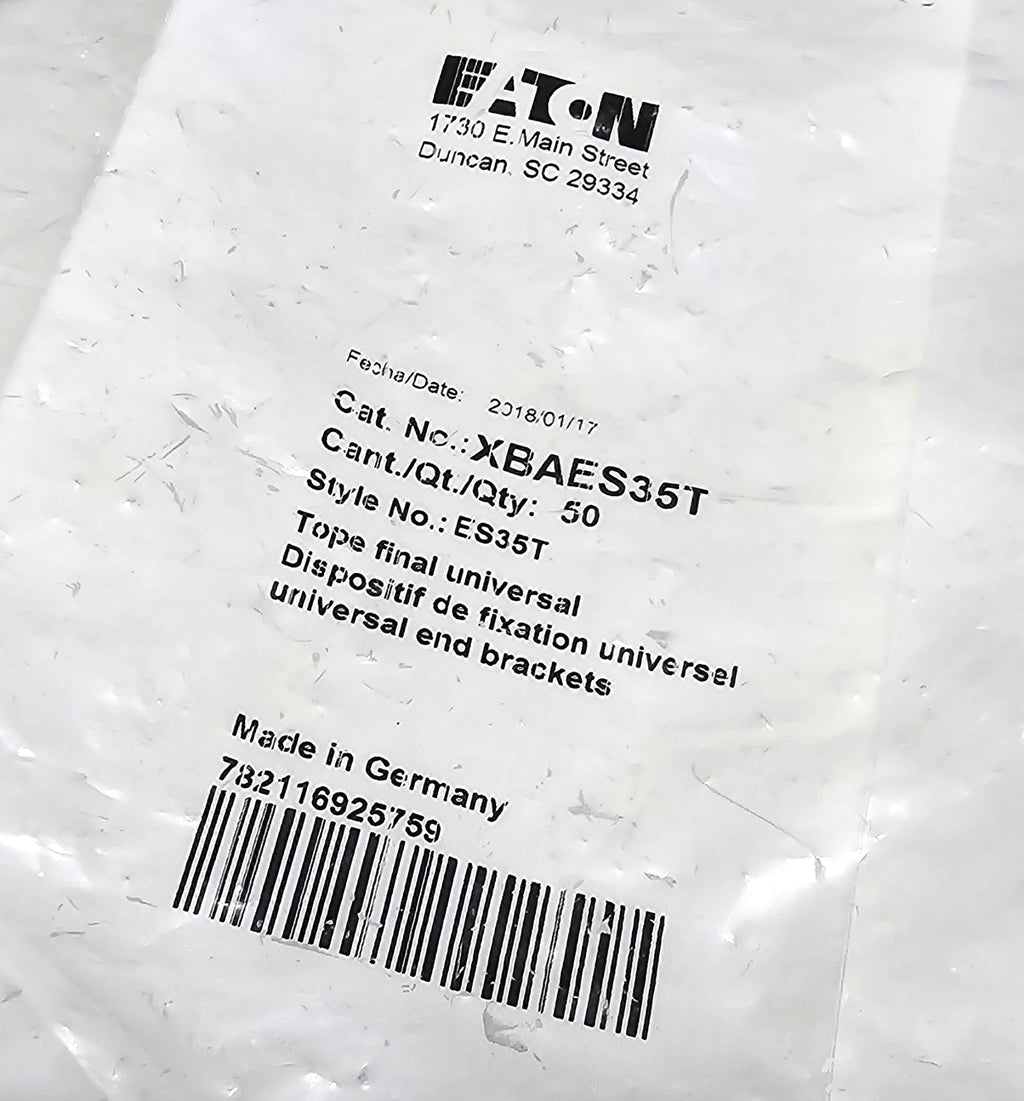 EATON
1730 E. Main Street
Duncan, SC 29334
Fecha/Date: 2018/01/17
Cat. No.: XBAES35T
Cant./Qt./Qty: 50
Style No.: ES35T
Tope final universal
Dispositif de fixation universel
universal end brackets
Made in Germany
782116925759